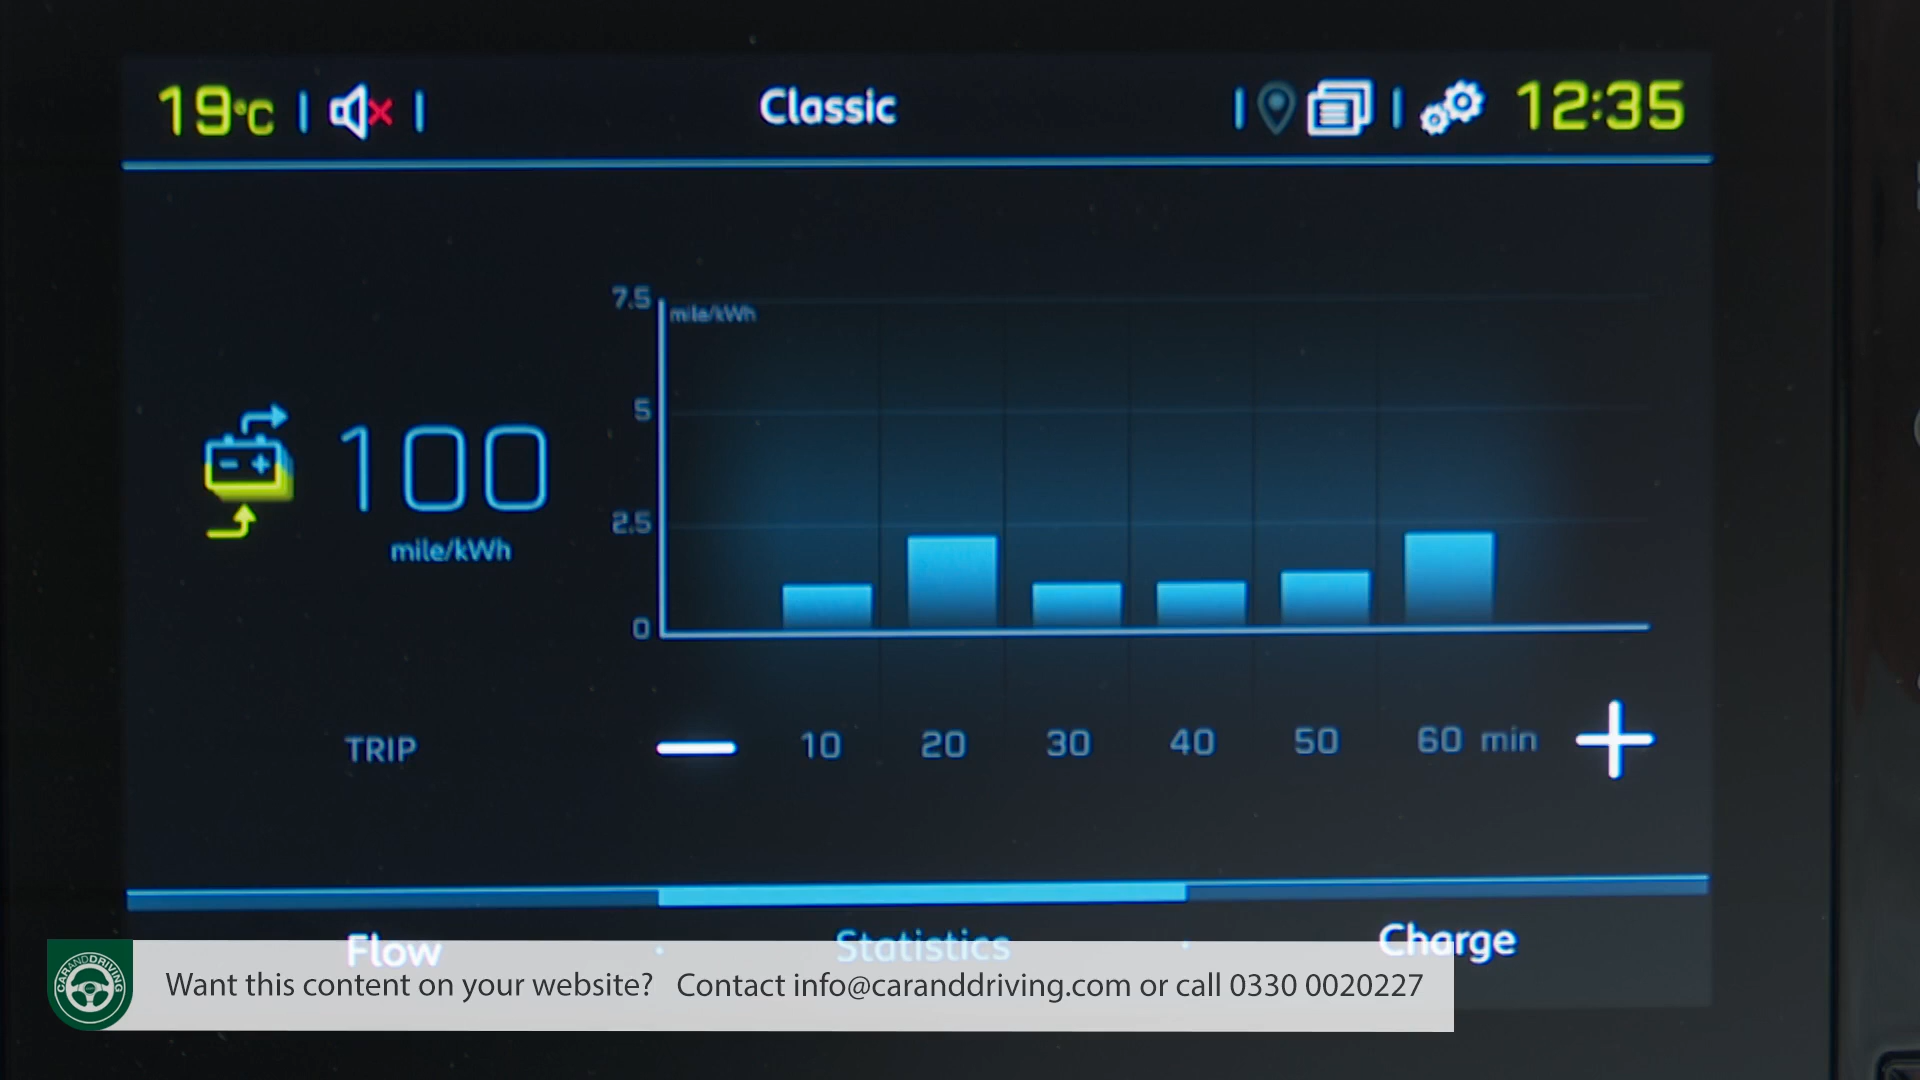 19°C
Classic
12:35
7.5
mile/kWh
5
100
2.5
mile/kWh
0
TRIP
10 20 30 40 50 60 min
Flow
Statistics
Charge
CARANDDRIVING
Want this content on your website? Contact info@caranddriving.com or call 0330 0020227